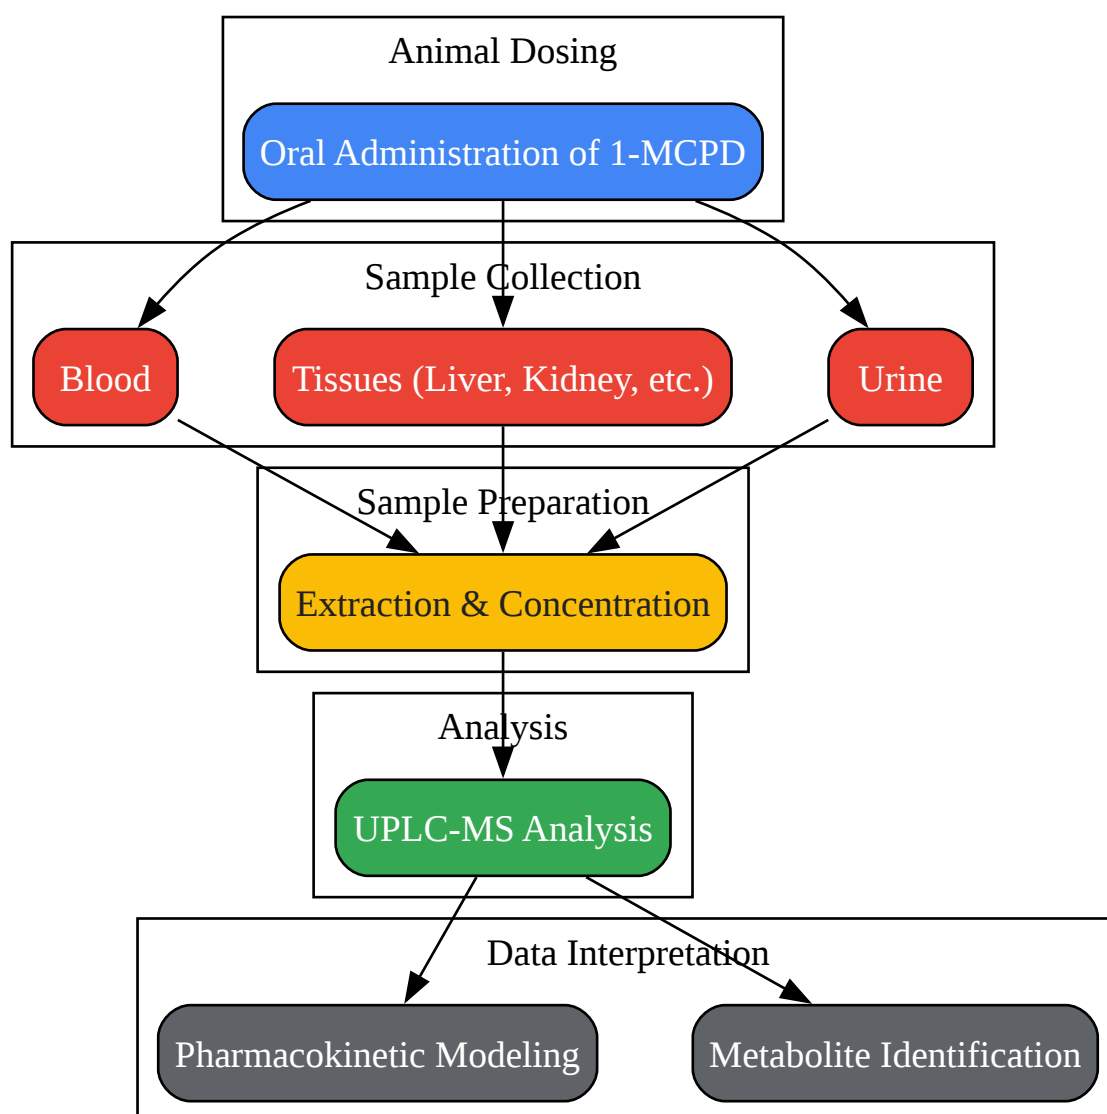 Animal Dosing
Oral Administration of 1-MCPD
Sample Collection
Blood
Tissues (Liver, Kidney, etc.)
Urine
Sample Preparation
Extraction & Concentration
Analysis
UPLC-MS Analysis
Data Interpretation
Pharmacokinetic Modeling
Metabolite Identification